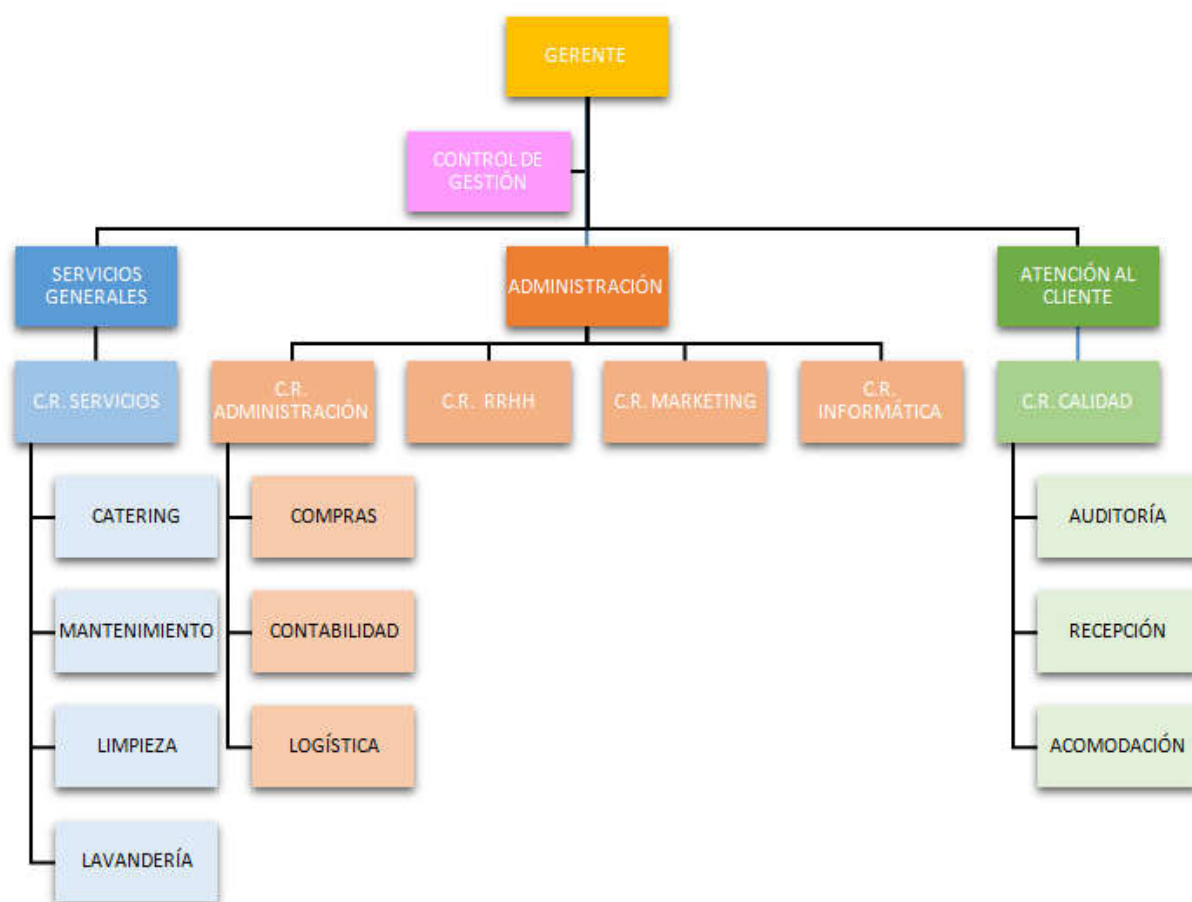 GERENTE
CONTROL DE
GESTIÓN
SERVICIOS
GENERALES
ADMINISTRACIÓN
ATENCIÓN AL
CLIENTE
C.R. SERVICIOS
C.R.
ADMINISTRACIÓN
C.R. RRHH
C.R. MARKETING
C.R.
INFORMÁTICA
C.R. CALIDAD
CATERING
COMPRAS
AUDITORÍA
MANTENIMIENTO
CONTABILIDAD
RECEPCIÓN
LIMPIEZA
LOGÍSTICA
ACOMODACIÓN
LAVANDERÍA